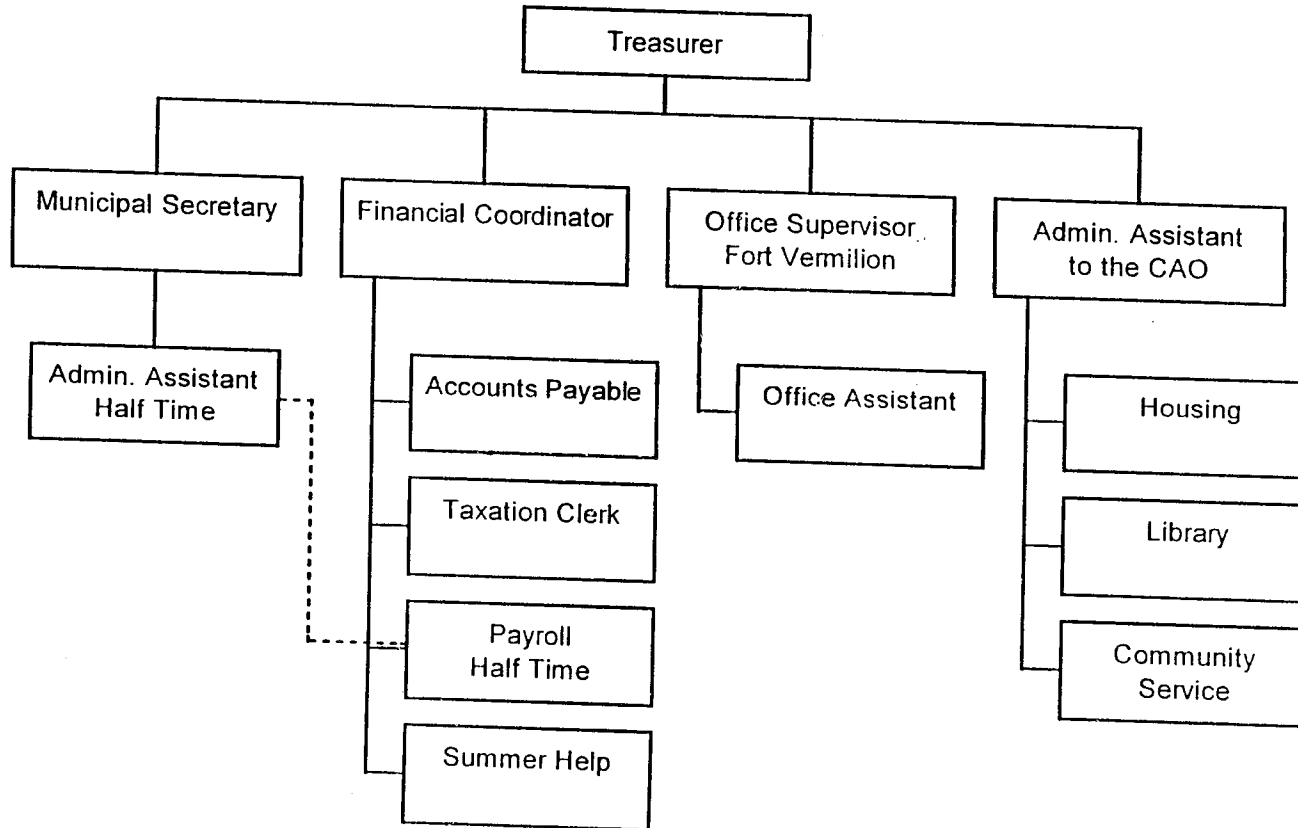 Treasurer
Municipal Secretary
Financial Coordinator
Office Supervisor
Fort Vermilion
Admin. Assistant
to the CAO
Admin. Assistant
Half Time
Accounts Payable
Taxation Clerk
Payroll
Half Time
Summer Help
Office Assistant
Housing
Library
Community
Service